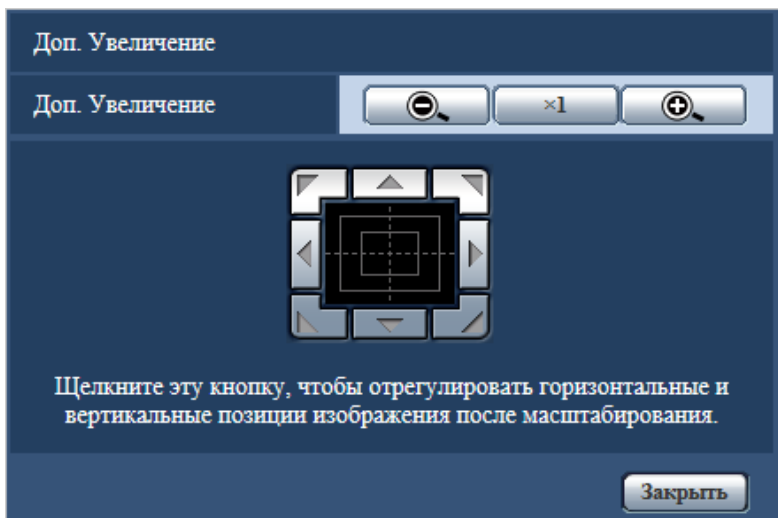 Доп. Увеличение
Доп. Увеличение
×1
Щелкните эту кнопку, чтобы отрегулировать горизонтальные и
вертикальные позиции изображения после масштабирования.
Закрыть